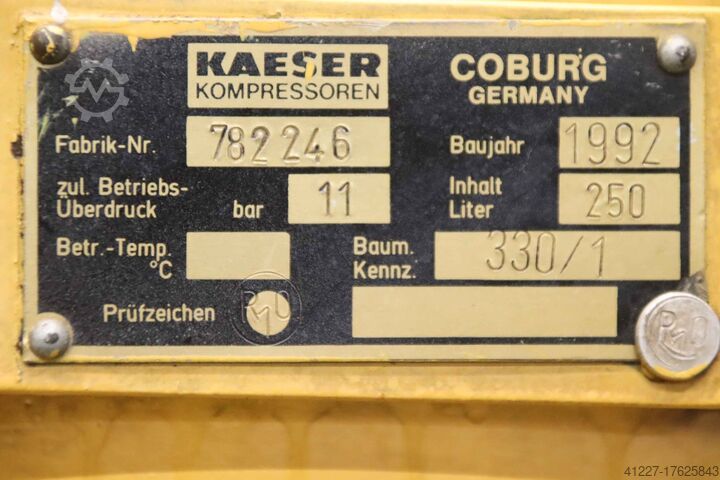 KAESER
KOMPRESSOREN
COBURG
GERMANY
Fabrik-Nr. 782246
Baujahr 1992
zul. Betriebs-
Überdruck bar 11
Inhalt
Liter 250
Betr.-Temp.
°C
Baum.
Kennz. 330/1
Prüfzeichen
41227-17625843